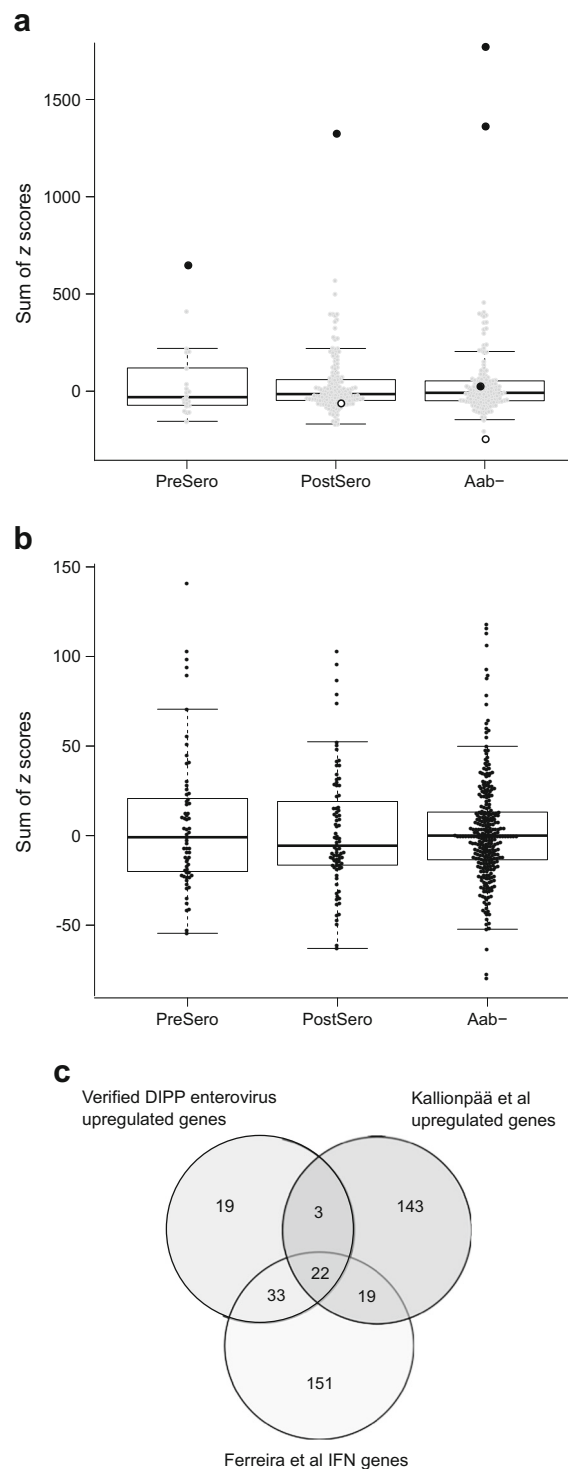 a
Sum of z scores
1500
1000
500
0
PreSero
PostSero
Aab−
b
Sum of z scores
150
100
50
0
-50
PreSero
PostSero
Aab−
c
Verified DIPP enterovirus
upregulated genes
Kallionpää et al
upregulated genes
19
3
143
22
33
19
151
Ferreira et al IFN genes